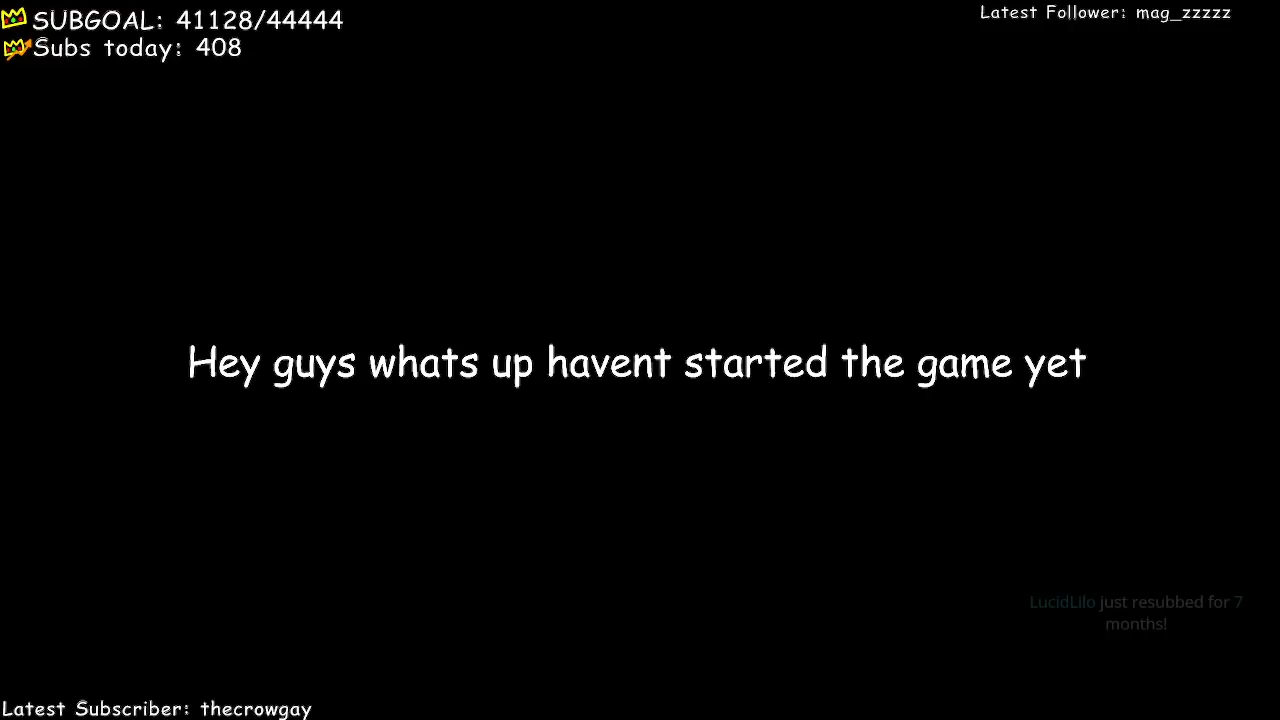 SUBGOAL: 41128/44444
Latest Follower: mag_zzzzz
Subs today: 408
Hey guys whats up havent started the game yet
LucidLilo just resubbed for 7
months!
Latest Subscriber: thecrowgay